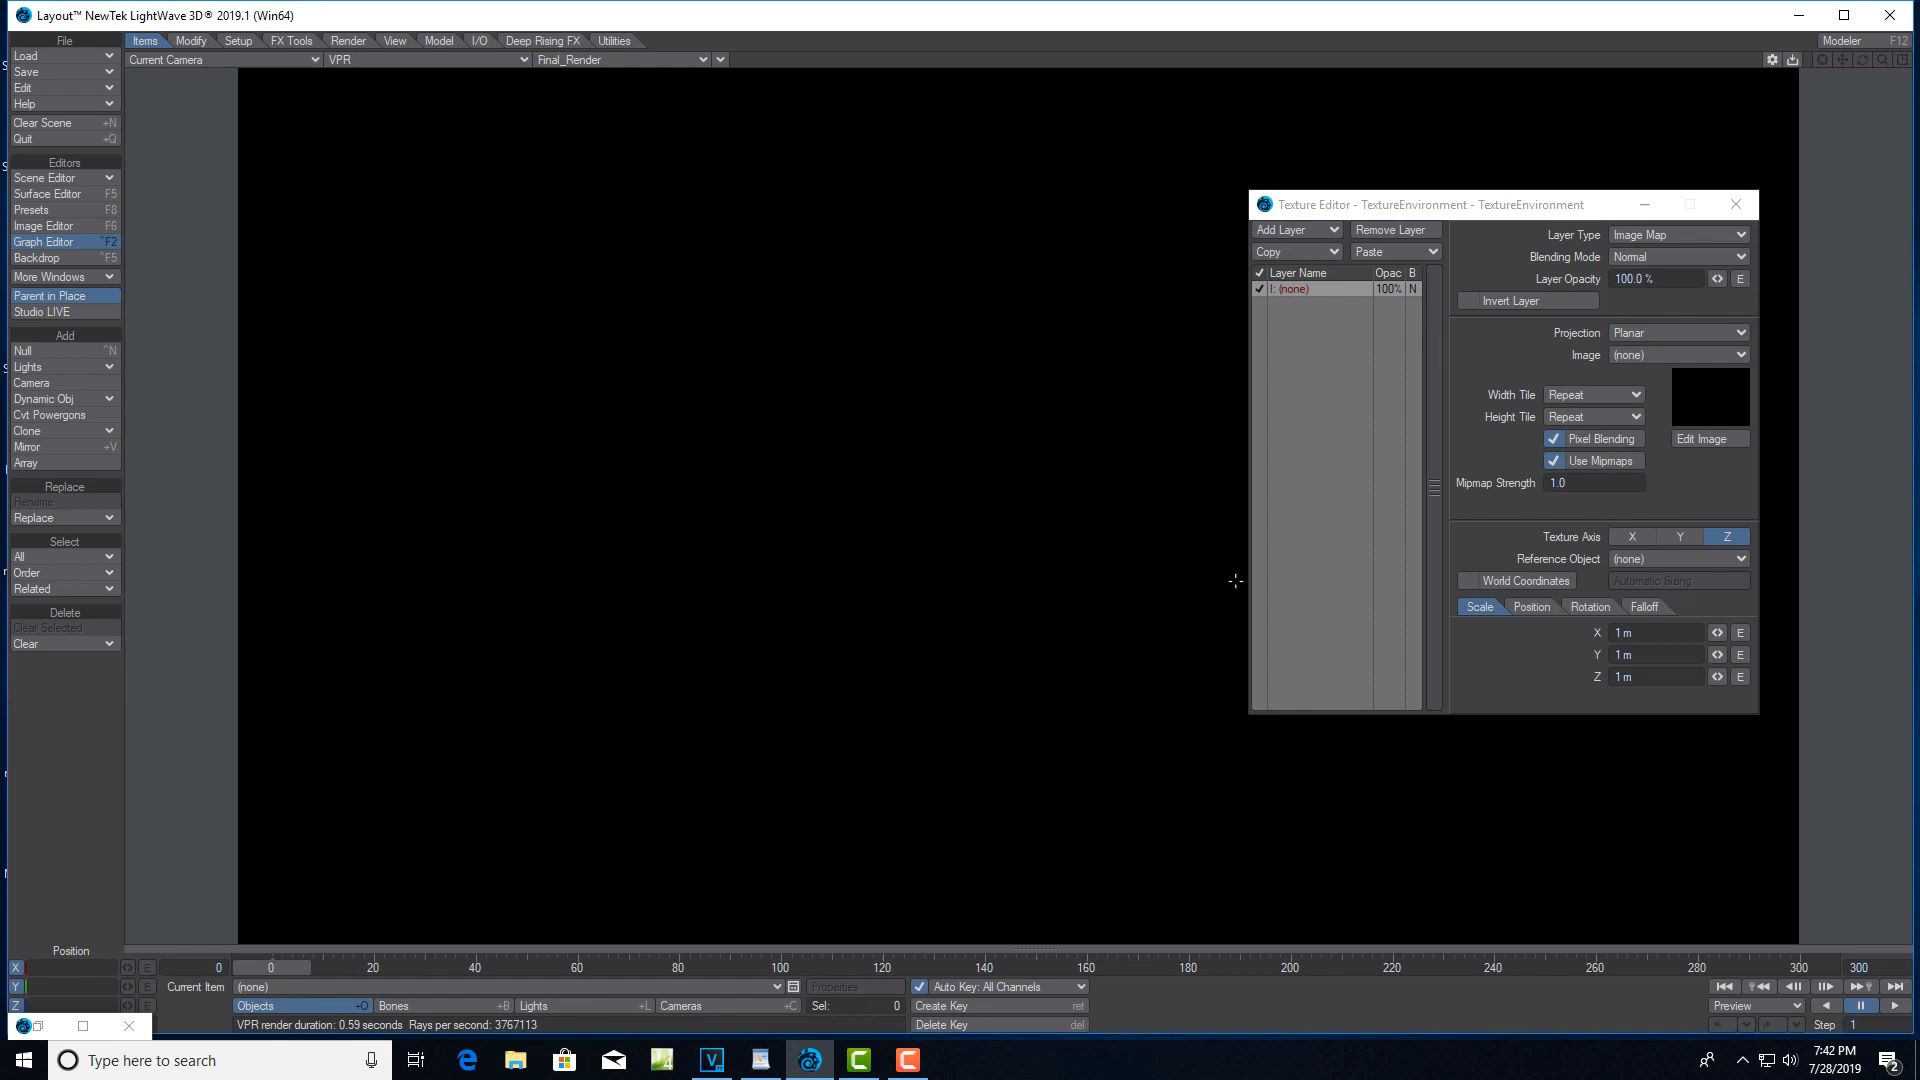 Layout™ NewTek LightWave 3D® 2019.1 (Win64)
File
Items
Modify
Setup
FX Tools
Render
View
Model
I/O
Deep Rising FX
Utilities
Modeler F12
Load
Current Camera
VPR
Final_Render
Save
Edit
Help
Clear Scene +N
Quit +Q
Editors
Scene Editor
Surface Editor F5
Presets F8
Image Editor F6
Graph Editor ^F2
Backdrop ^F5
More Windows
Parent in Place
Studio LIVE
Add
Null ^N
Lights
Camera
Dynamic Obj
Cvt Powergons
Clone
Mirror +V
Array
Replace
Rename
Replace
Select
All
Order
Related
Delete
Clear Selected
Clear
Texture Editor - TextureEnvironment - TextureEnvironment
Add Layer
Remove Layer
Copy
Paste
Layer Name Opac B
I: (none) 100% N
Layer Type Image Map
Blending Mode Normal
Layer Opacity 100.0 % E
Invert Layer
Projection Planar
Image (none)
Width Tile Repeat
Height Tile Repeat
Pixel Blending
Edit Image
Use Mipmaps
Mipmap Strength 1.0
Texture Axis X Y Z
Reference Object (none)
World Coordinates
Automatic Sizing
Scale Position Rotation Falloff
X 1 m E
Y 1 m E
Z 1 m E
Position
X E 0
0 20 40 60 80 100 120 140 160 180 200 220 240 260 280 300 300
Y E Current Item (none) Properties Auto Key: All Channels
Z E Objects +O Bones +B Lights +L Cameras +C Sel: 0 Create Key ret Preview
VPR render duration: 0.59 seconds Rays per second: 3767113 Delete Key del Step 1
Type here to search
7:42 PM
7/28/2019
2